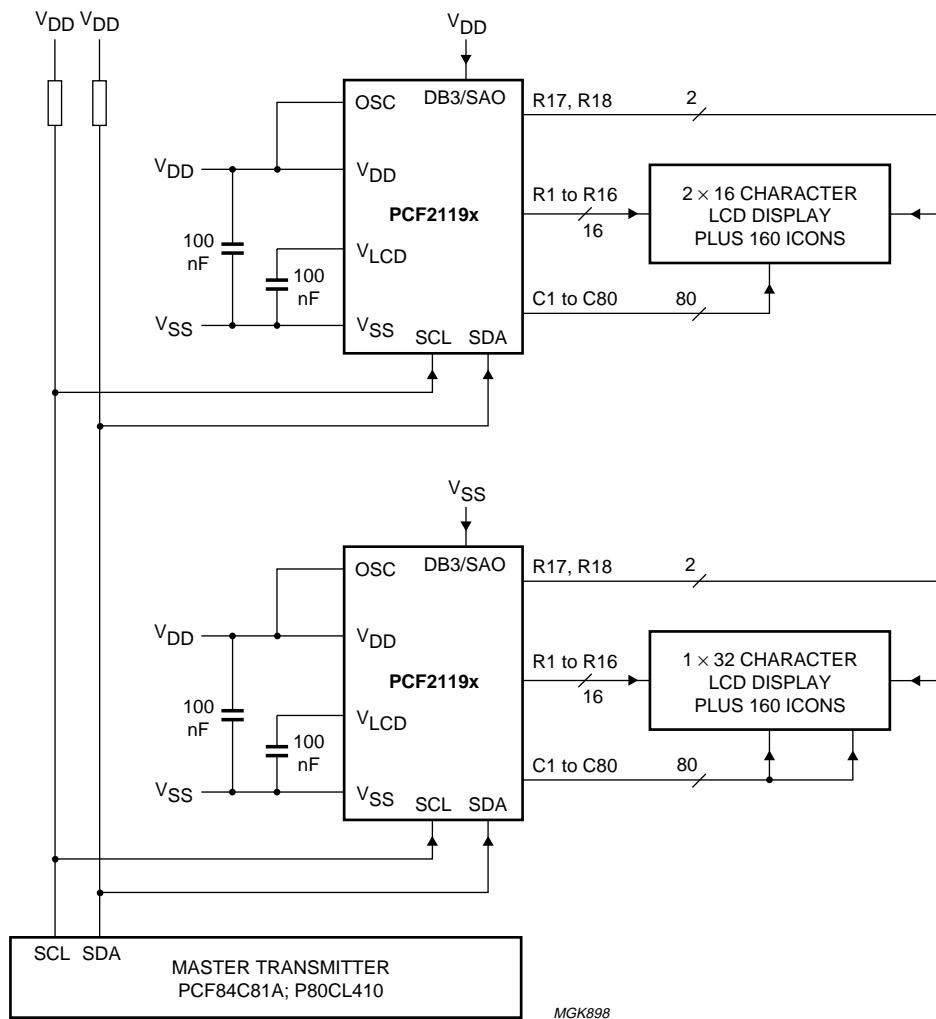 VDD VDD
VDD
OSC
DB3/SAO
R17, R18
2
VDD
VDD
PCF2119x
R1 to R16
16
2 × 16 CHARACTER
LCD DISPLAY
PLUS 160 ICONS
100
nF
VLCD
100
nF
C1 to C80
80
VSS
VSS
SCL SDA
VSS
OSC
DB3/SAO
R17, R18
2
VDD
VDD
PCF2119x
R1 to R16
16
1 × 32 CHARACTER
LCD DISPLAY
PLUS 160 ICONS
100
nF
VLCD
100
nF
C1 to C80
80
VSS
VSS
SCL SDA
SCL SDA
MASTER TRANSMITTER
PCF84C81A; P80CL410
MGK898